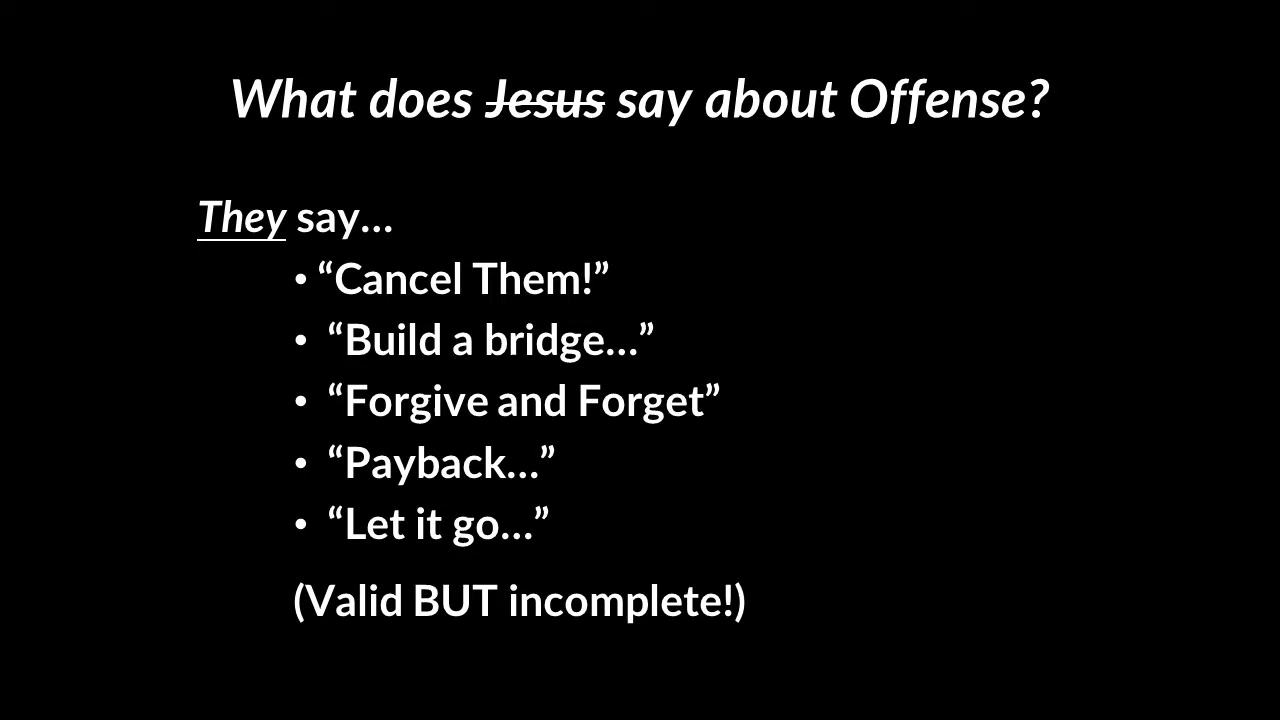 What does Jesus say about Offense?
They say...
• “Cancel Them!”
• “Build a bridge...”
• “Forgive and Forget”
• “Payback...”
• “Let it go...”
(Valid BUT incomplete!)